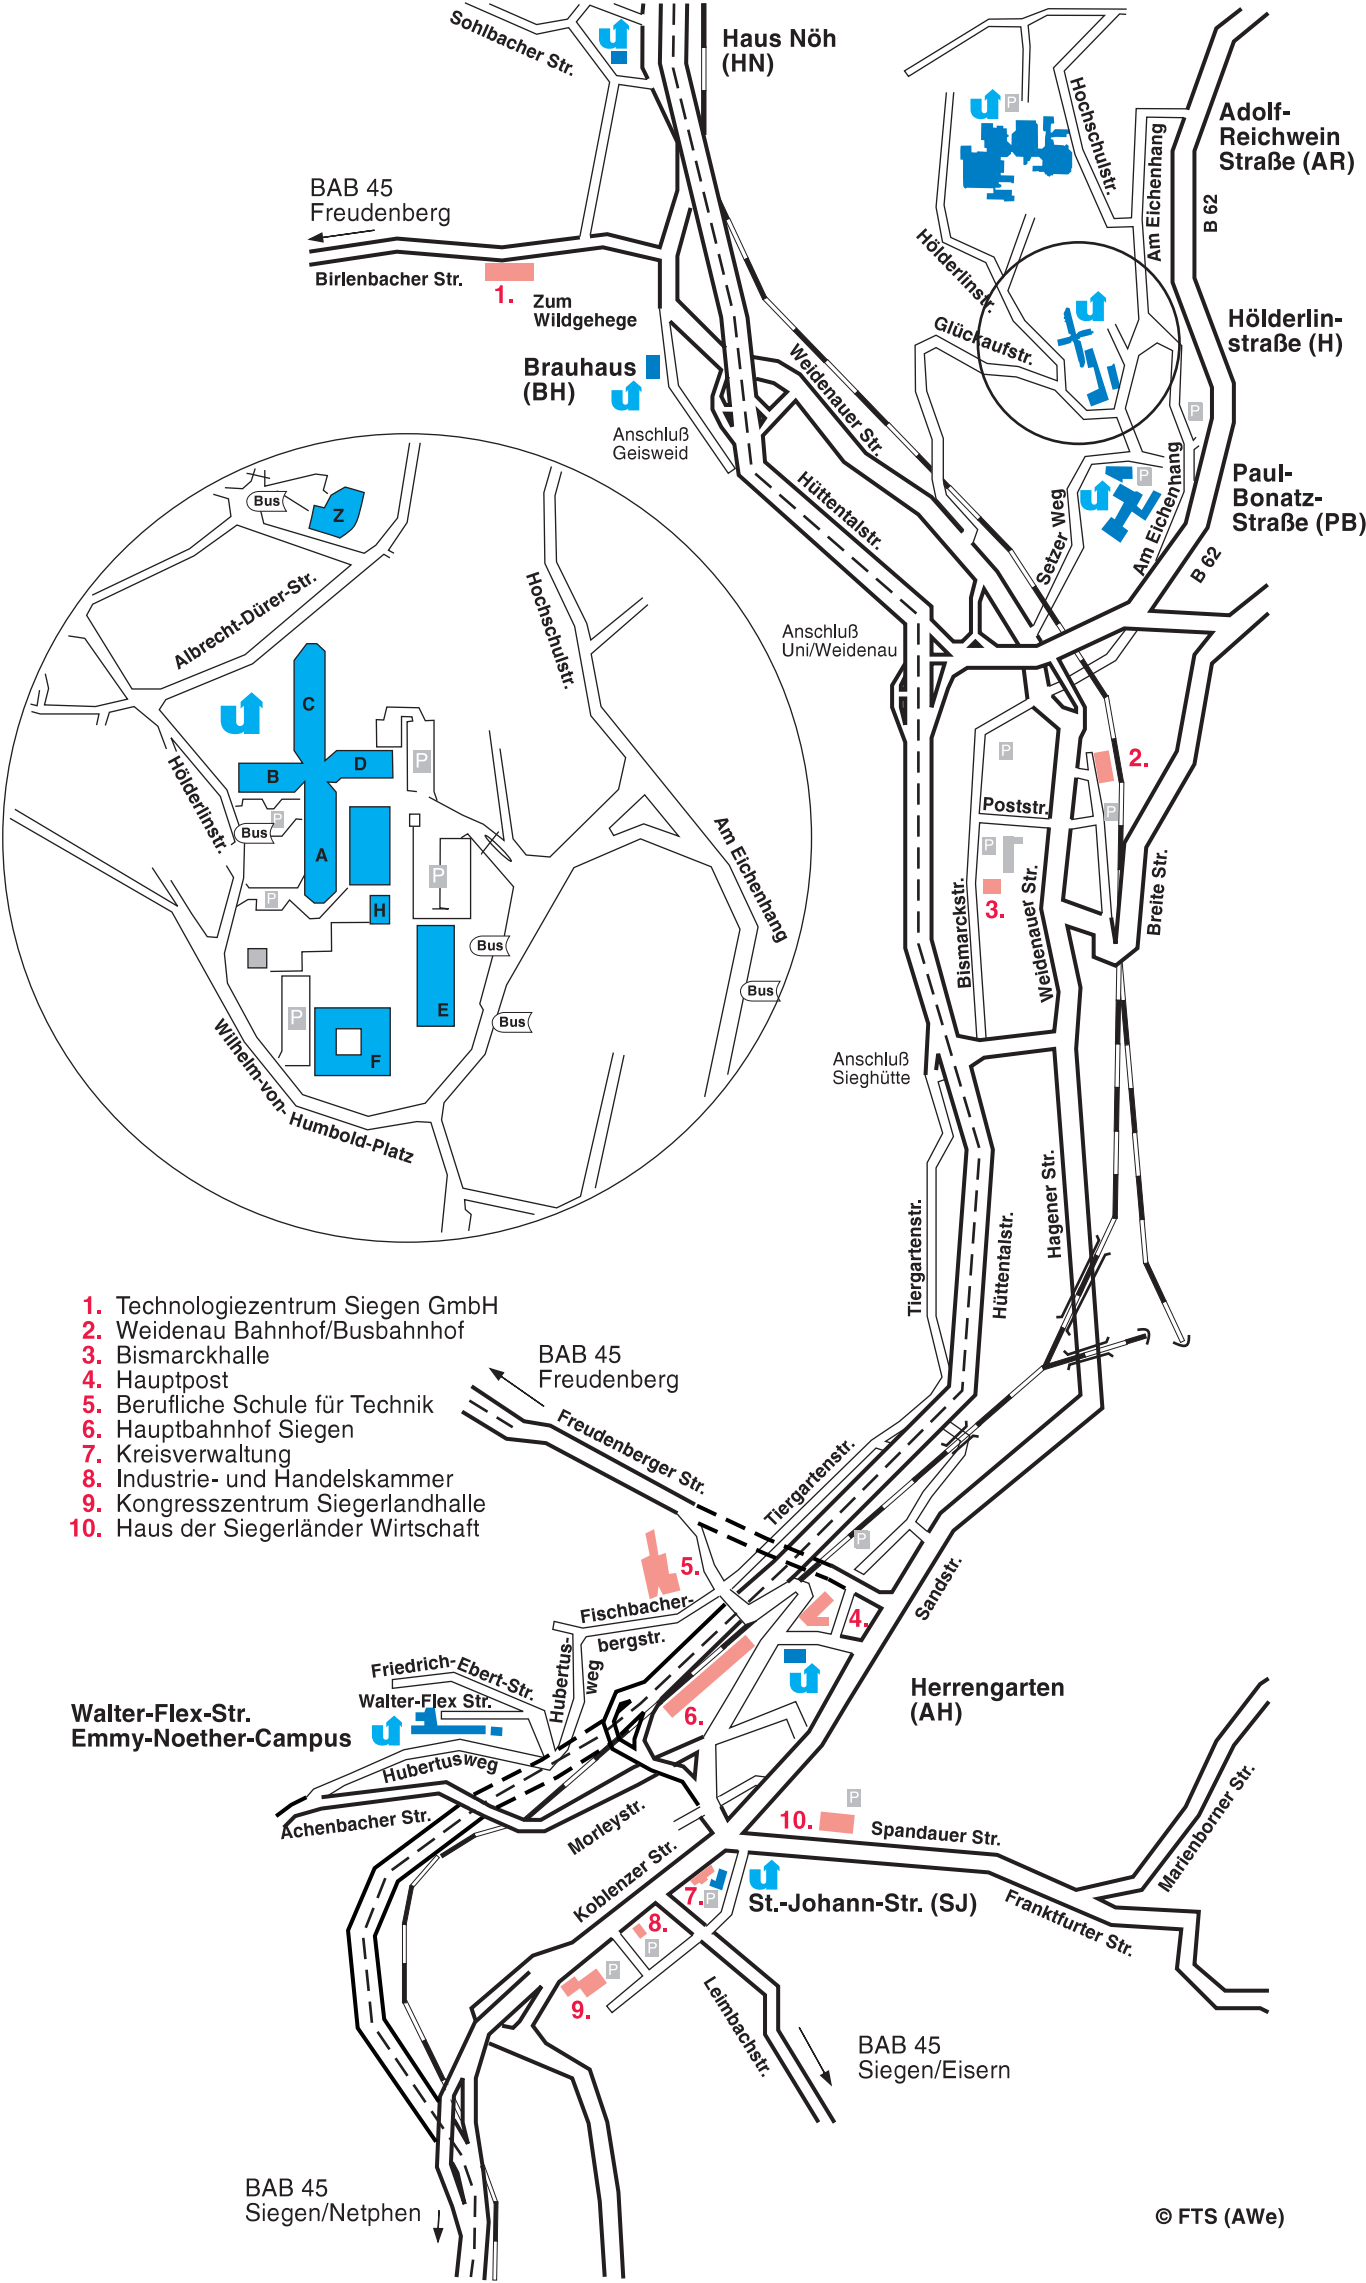 Sohlbacher Str.
Haus Nöh
(HN)
P
Hochschulstr.
Am Eichenhang
Adolf-
Reichwein
Straße (AR)
B 62
BAB 45
Freudenberg
Birlenbacher Str.
1.
Zum
Wildgehege
Hölderlinstr.
Glückaufstr.
Hölderlin-
straße (H)
Brauhaus
(BH)
Weidenauer Str.
P
Anschluß
Geisweid
Hüttentalstr.
Setzer Weg
P
Am Eichenhang
Paul-
Bonatz-
Straße (PB)
B 62
Anschluß
Uni/Weidenau
Bus
Z
Albrecht-Dürer-Str.
Hochschulstr.
C
B
D
P
Hölderlinstr.
Bus
P
A
P
P
H
Am Eichenhang
Bus
E
Bus
Bus
P
F
Wilhelm-von-
Humbold-Platz
P
2.
Poststr.
P
P
3.
Bismarckstr.
Weidenauer Str.
Breite Str.
Anschluß
Sieghütte
Tiergartenstr.
Hüttentalstr.
Hagener Str.
1. Technologiezentrum Siegen GmbH
2. Weidenau Bahnhof/Busbahnhof
3. Bismarckhalle
4. Hauptpost
5. Berufliche Schule für Technik
6. Hauptbahnhof Siegen
7. Kreisverwaltung
8. Industrie- und Handelskammer
9. Kongresszentrum Siegerlandhalle
10. Haus der Siegerländer Wirtschaft
BAB 45
Freudenberg
Freudenberger Str.
Tiergartenstr.
P
5.
4.
Sandstr.
Fischbacher-
bergstr.
Hubertus-
weg
Friedrich-Ebert-Str.
Walter-Flex Str.
Walter-Flex-Str.
Emmy-Noether-Campus
Hubertusweg
Achenbacher Str.
6.
Herrengarten
(AH)
Morleystr.
10.
P
Spandauer Str.
Marienborner Str.
Koblenzer Str.
7.
P
St.-Johann-Str. (SJ)
Franktfurter Str.
8.
P
P
9.
Leimbachstr.
BAB 45
Siegen/Eisern
BAB 45
Siegen/Netphen
© FTS (AWe)